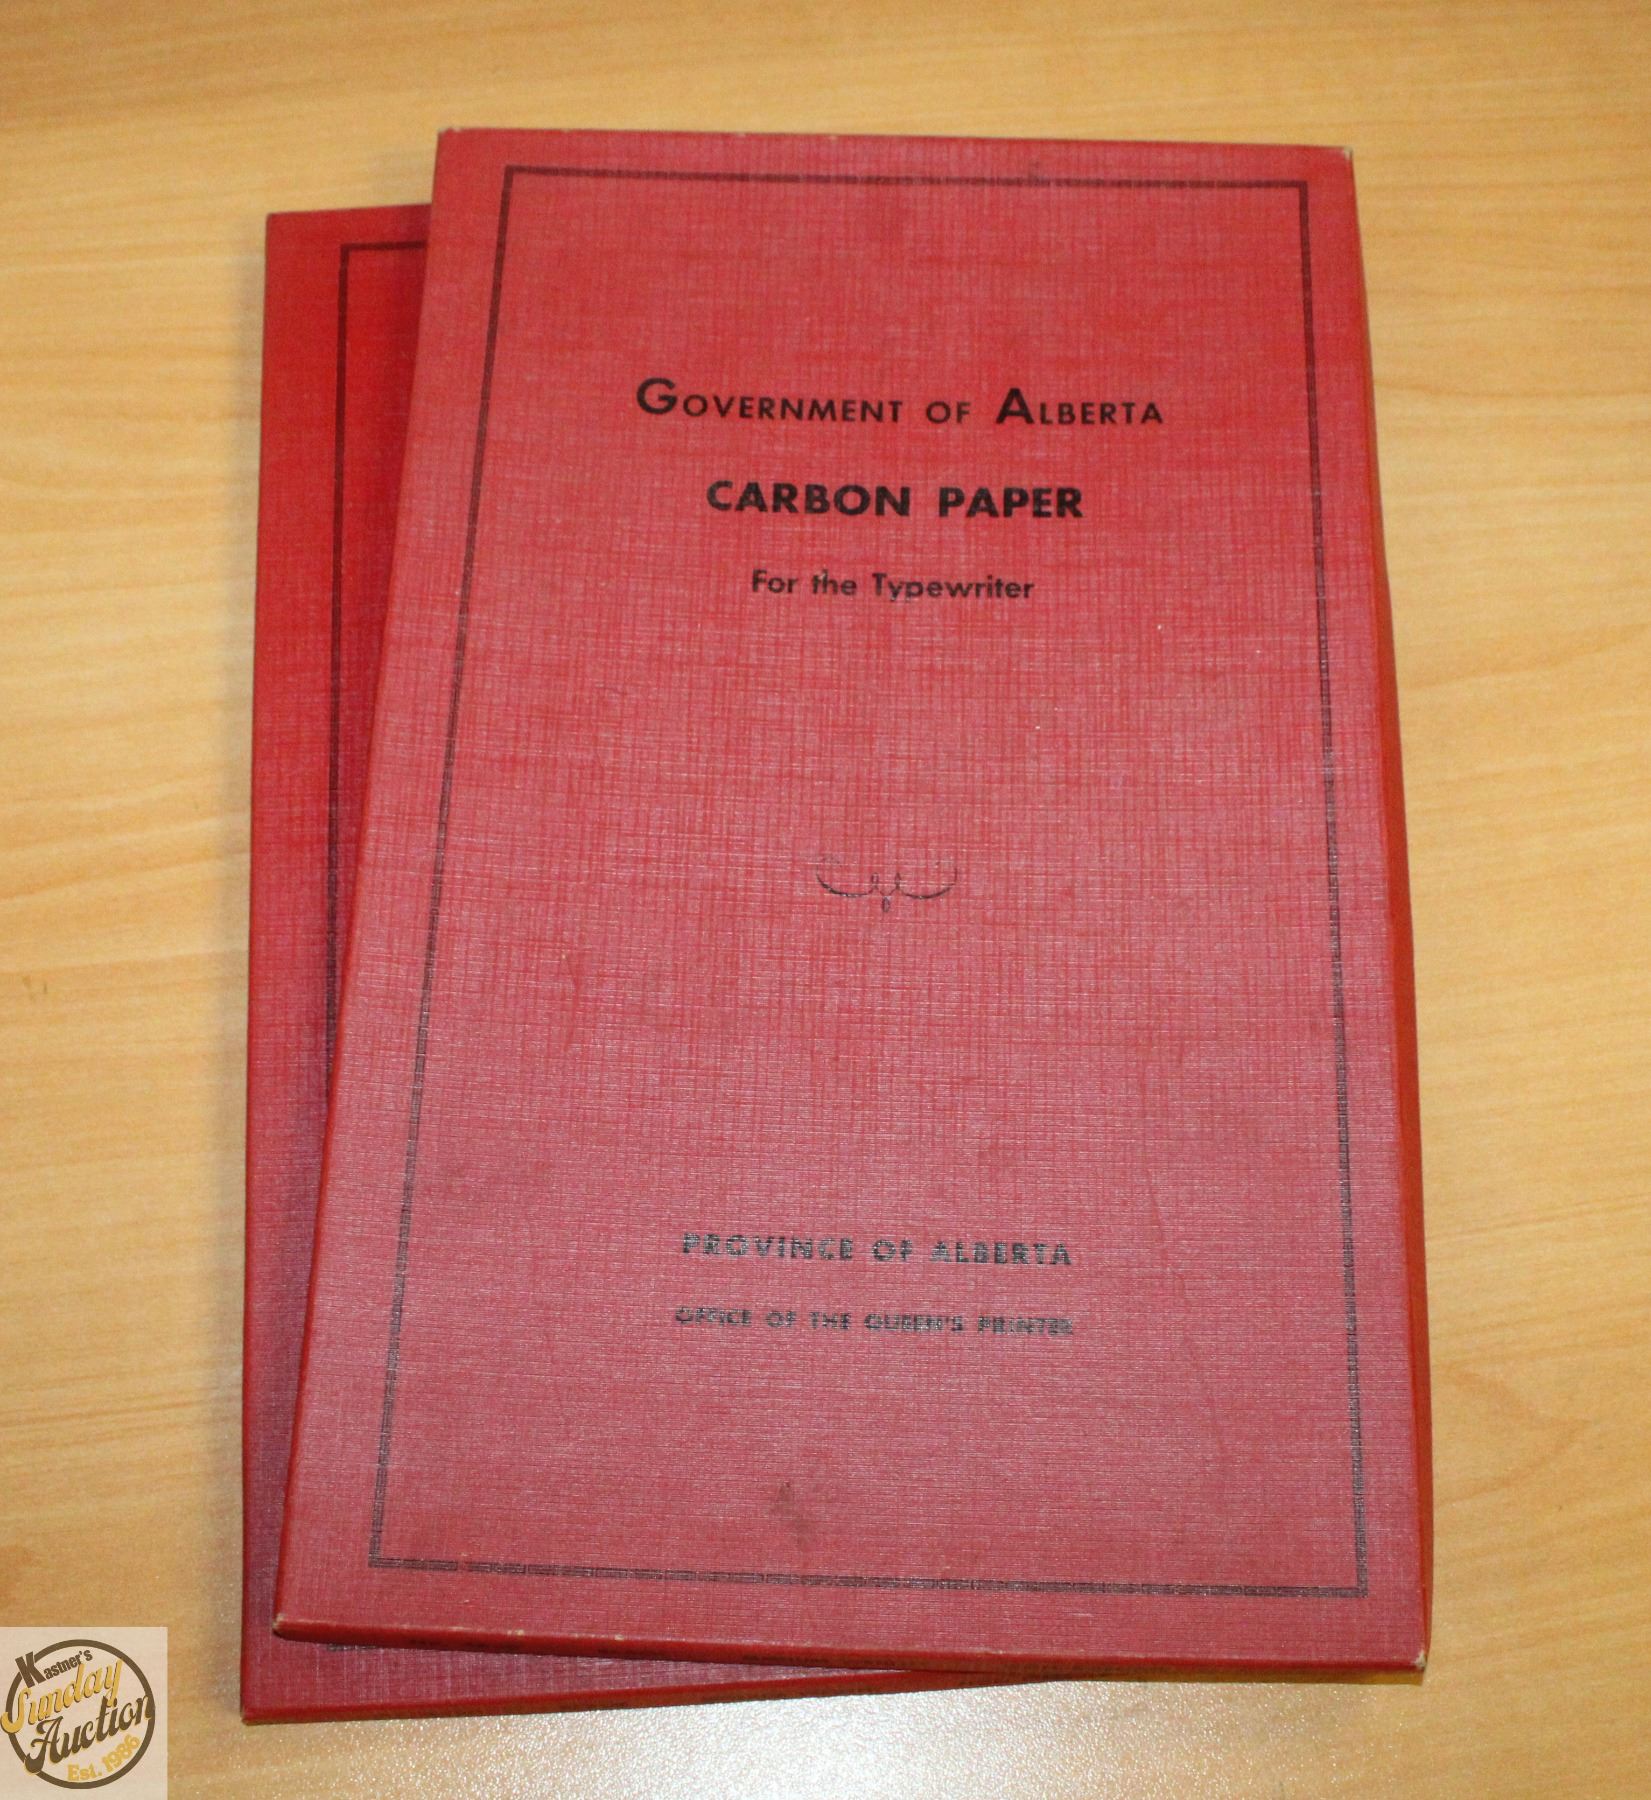 GOVERNMENT OF ALBERTA
CARBON PAPER
For the Typewriter
PROVINCE OF ALBERTA
OFFICE OF THE QUEEN'S PRINTER
Kastner's
Sunday
Auction
Est. 1986